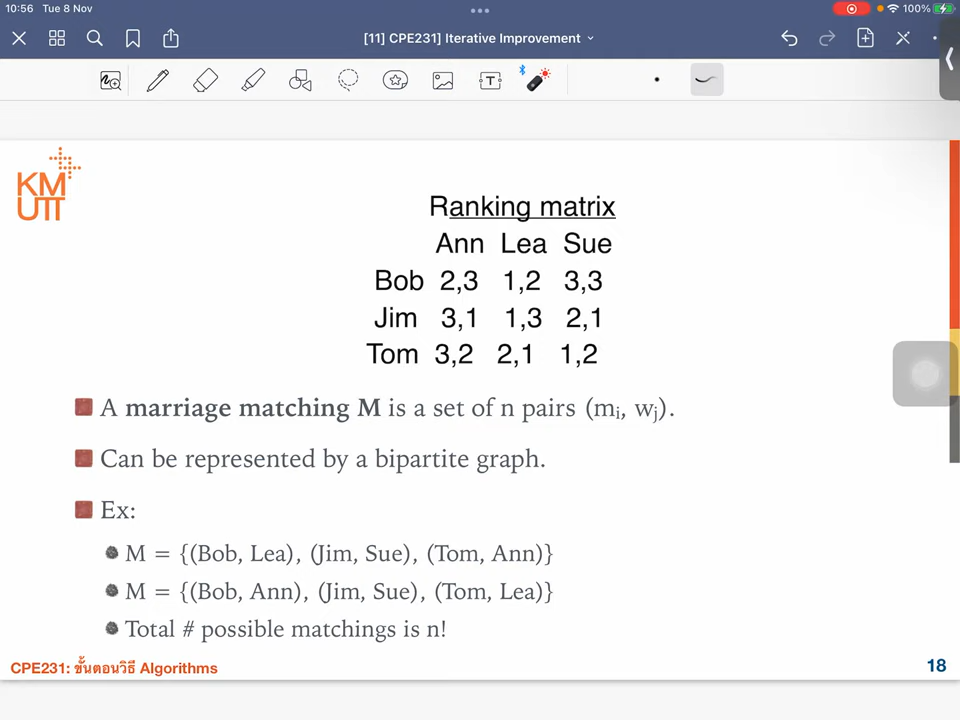 10:56 Tue 8 Nov
100%
[11] CPE231] Iterative Improvement
T
KM
UTT
Ranking matrix
Ann Lea Sue
Bob 2,3 1,2 3,3
Jim 3,1 1,3 2,1
Tom 3,2 2,1 1,2
A marriage matching M is a set of n pairs (mᵢ, wⱼ).
Can be represented by a bipartite graph.
Ex:
M = {(Bob, Lea), (Jim, Sue), (Tom, Ann)}
M = {(Bob, Ann), (Jim, Sue), (Tom, Lea)}
Total # possible matchings is n!
CPE231: ขั้นตอนวิธี Algorithms
18